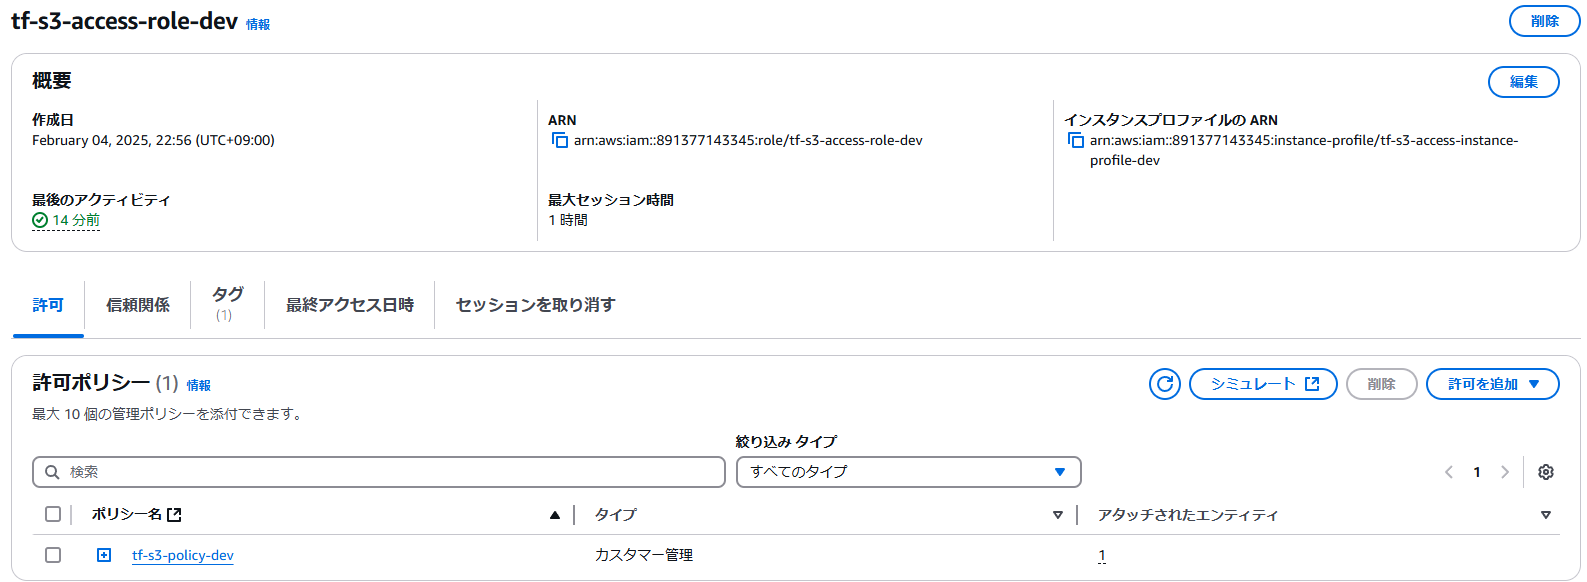 tf-s3-access-role-dev 情報
削除
概要
編集
作成日
February 04, 2025, 22:56 (UTC+09:00)
ARN
arn:aws:iam::891377143345:role/tf-s3-access-role-dev
インスタンスプロファイルの ARN
arn:aws:iam::891377143345:instance-profile/tf-s3-access-instance-
profile-dev
最後のアクティビティ
14 分前
最大セッション時間
1 時間
許可
信頼関係
タグ
(1)
最終アクセス日時
セッションを取り消す
許可ポリシー (1) 情報
シミュレート
削除
許可を追加
最大 10 個の管理ポリシーを添付できます。
絞り込み タイプ
検索
すべてのタイプ
1
ポリシー名
タイプ
アタッチされたエンティティ
tf-s3-policy-dev
カスタマー管理
1